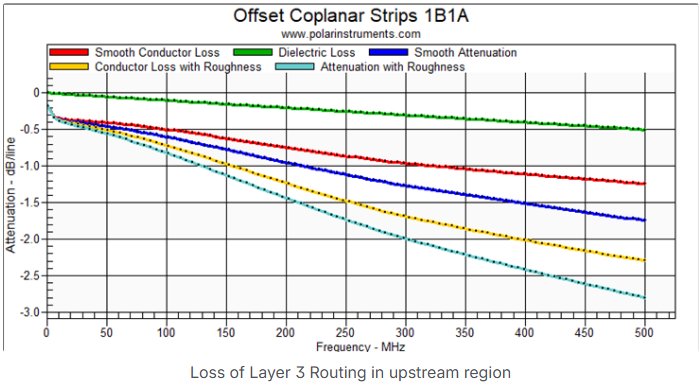 Offset Coplanar Strips 1B1A
www.polarinstruments.com
Smooth Conductor Loss Dielectric Loss Smooth Attenuation
Conductor Loss with Roughness Attenuation with Roughness
Attenuation - dB/line
0
-0.5
-1.0
-1.5
-2.0
-2.5
-3.0
0 50 100 150 200 250 300 350 400 450 500
Frequency - MHz
Loss of Layer 3 Routing in upstream region